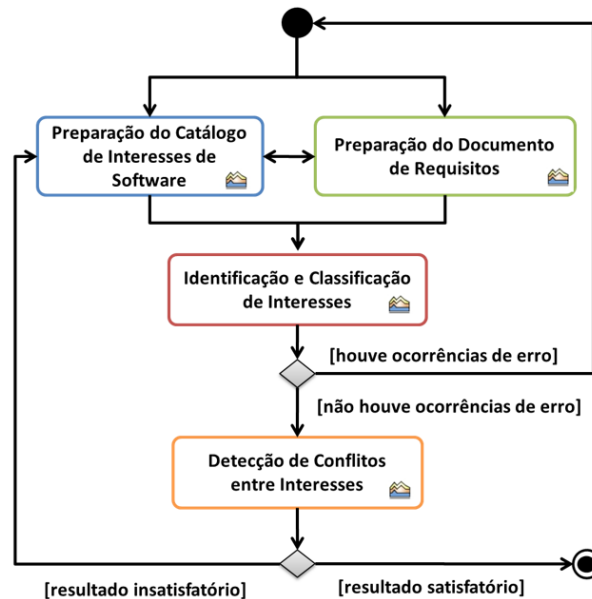 Preparação do Catálogo
de Interesses de
Software
Preparação do Documento
de Requisitos
Identificação e Classificação
de Interesses
[houve ocorrências de erro]
[não houve ocorrências de erro]
Detecção de Conflitos
entre Interesses
[resultado insatisfatório]
[resultado satisfatório]